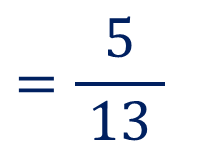 = 5/13